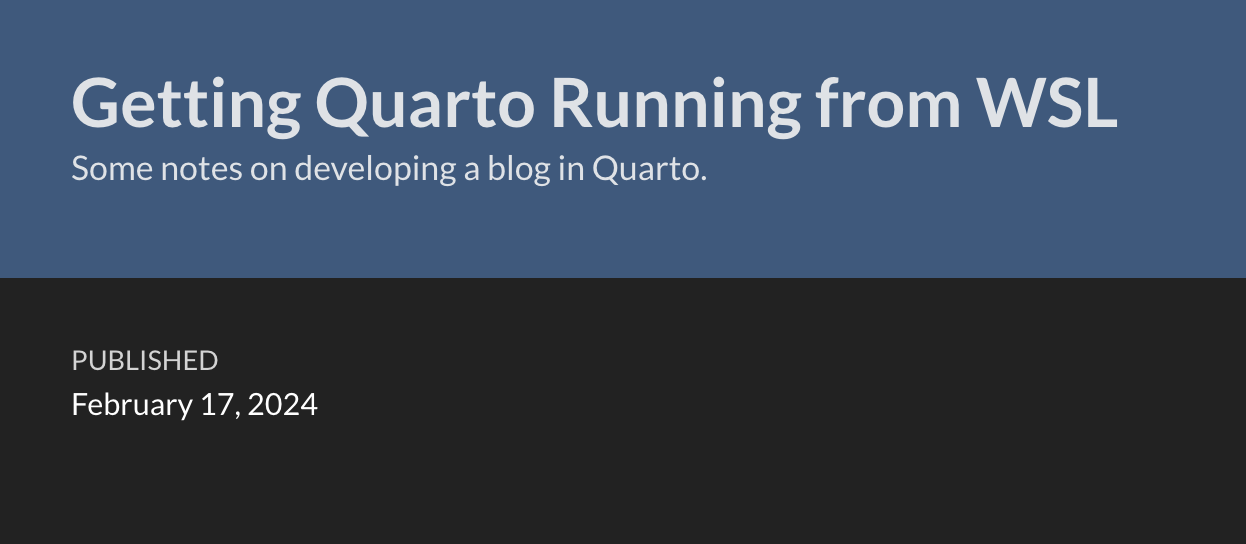 Getting Quarto Running from WSL
Some notes on developing a blog in Quarto.
PUBLISHED
February 17, 2024